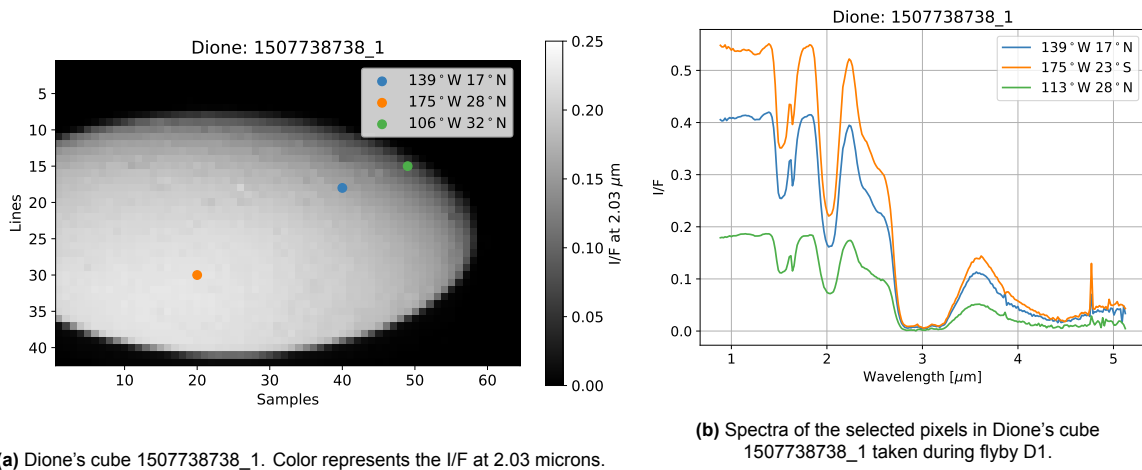 Dione: 1507738738_1
139°W 17°N
175°W 28°N
106°W 32°N
5
10
15
20
25
30
35
40
Lines
10 20 30 40 50 60
Samples
0.25
0.20
0.15
0.10
0.05
0.00
I/F at 2.03 μm
(a) Dione's cube 1507738738_1. Color represents the I/F at 2.03 microns.
Dione: 1507738738_1
139°W 17°N
175°W 23°S
113°W 28°N
0.5
0.4
0.3
0.2
0.1
0.0
I/F
1 2 3 4 5
Wavelength [μm]
(b) Spectra of the selected pixels in Dione's cube
1507738738_1 taken during flyby D1.